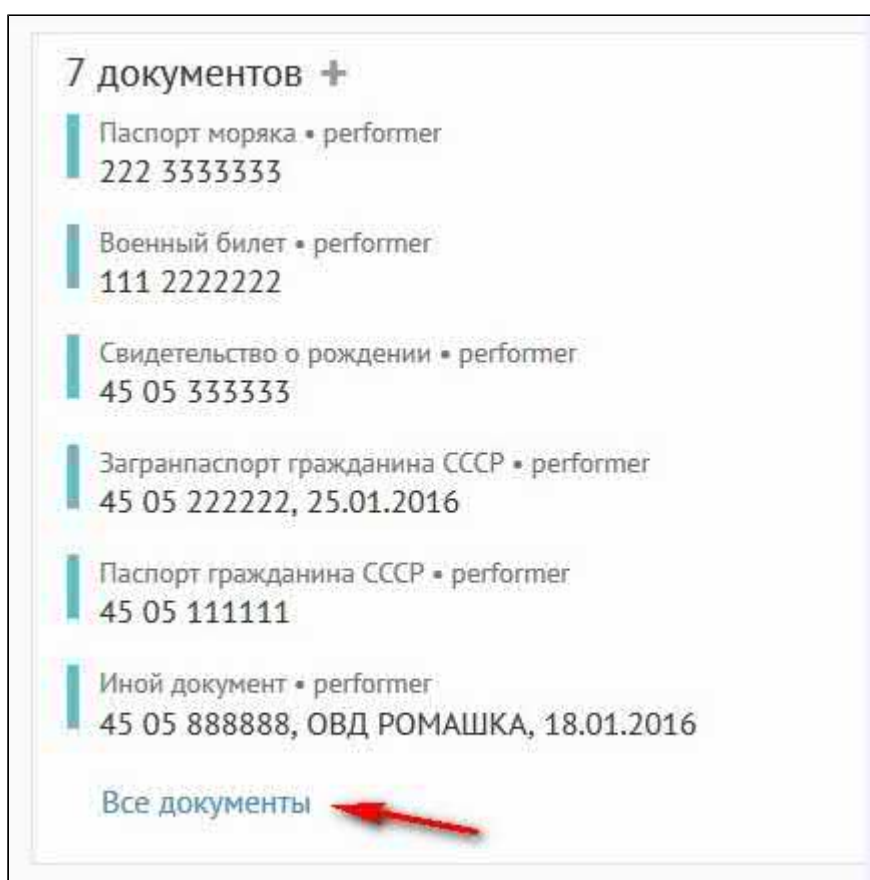 7 документов +
Паспорт моряка • performer
222 3333333
Военный билет • performer
111 2222222
Свидетельство о рождении • performer
45 05 333333
Загранпаспорт гражданина СССР • performer
45 05 222222, 25.01.2016
Паспорт гражданина СССР • performer
45 05 111111
Иной документ • performer
45 05 888888, ОВД РОМАШКА, 18.01.2016
Все документы